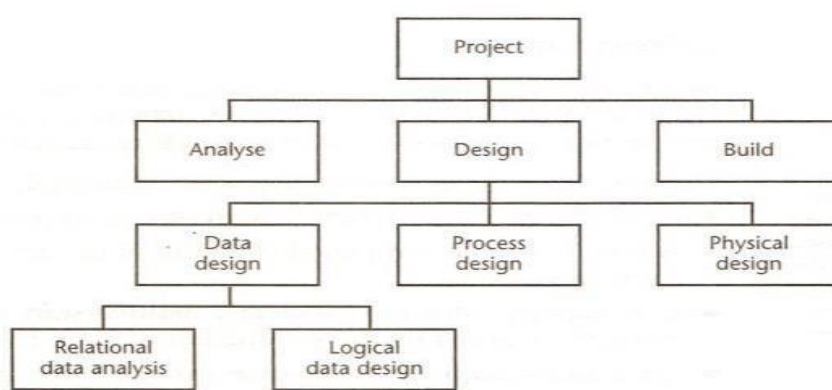 Project
Analyse
Design
Build
Data
design
Process
design
Physical
design
Relational
data analysis
Logical
data design